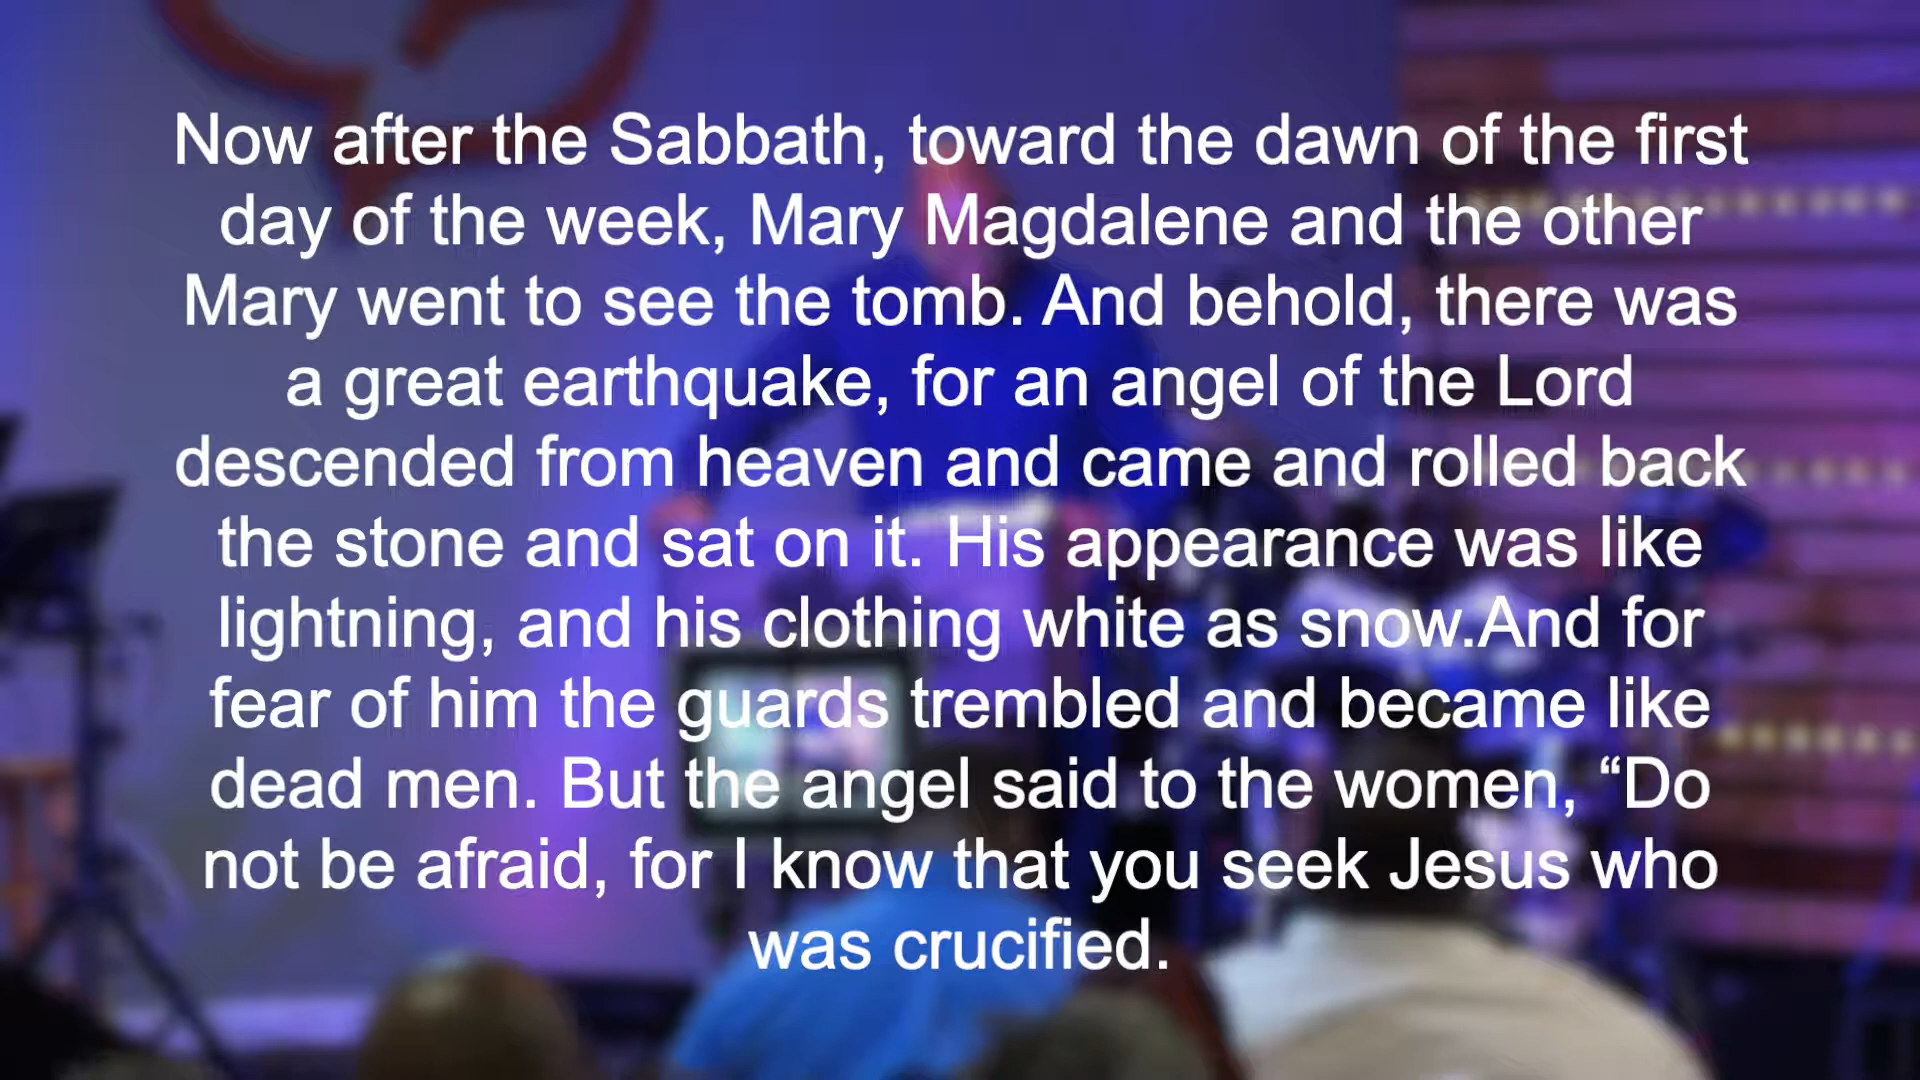 Now after the Sabbath, toward the dawn of the first
day of the week, Mary Magdalene and the other
Mary went to see the tomb. And behold, there was
a great earthquake, for an angel of the Lord
descended from heaven and came and rolled back
the stone and sat on it. His appearance was like
lightning, and his clothing white as snow.And for
fear of him the guards trembled and became like
dead men. But the angel said to the women, “Do
not be afraid, for I know that you seek Jesus who
was crucified.